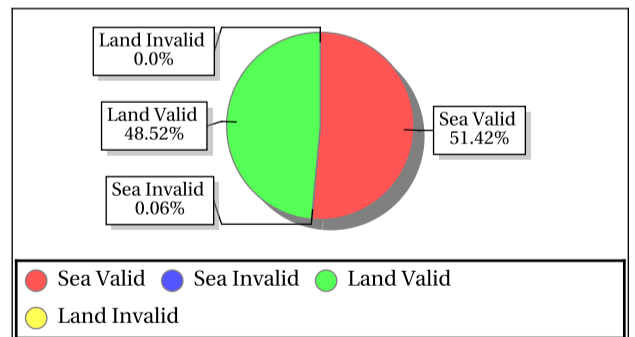 Land Invalid
0.0%
Land Valid
48.52%
Sea Valid
51.42%
Sea Invalid
0.06%
Sea Valid Sea Invalid Land Valid
Land Invalid